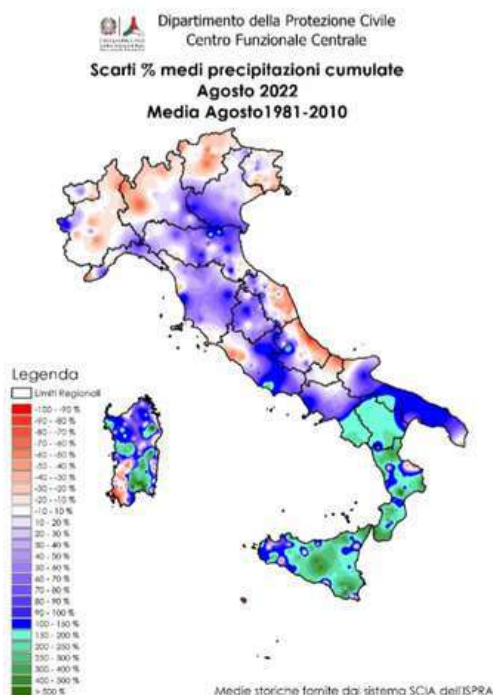 Dipartimento della Protezione Civile
Centro Funzionale Centrale
Scarti % medi precipitazioni cumulate
Agosto 2022
Media Agosto1981-2010
Legenda
Limiti Regionali
-100 - -90 %
-90 - -80 %
-80 - -70 %
-70 - -60 %
-60 - -50 %
-50 - -40 %
-40 - -30 %
-30 - -20 %
-20 - -10 %
-10 - 10 %
10 - 20 %
20 - 30 %
30 - 40 %
40 - 50 %
50 - 60 %
60 - 70 %
70 - 80 %
80 - 90 %
90 - 100 %
100 - 150 %
150 - 200 %
200 - 250 %
250 - 300 %
300 - 400 %
400 - 500 %
> 500 %
Medie storiche fornite dal sistema SCIA dell'ISPRA